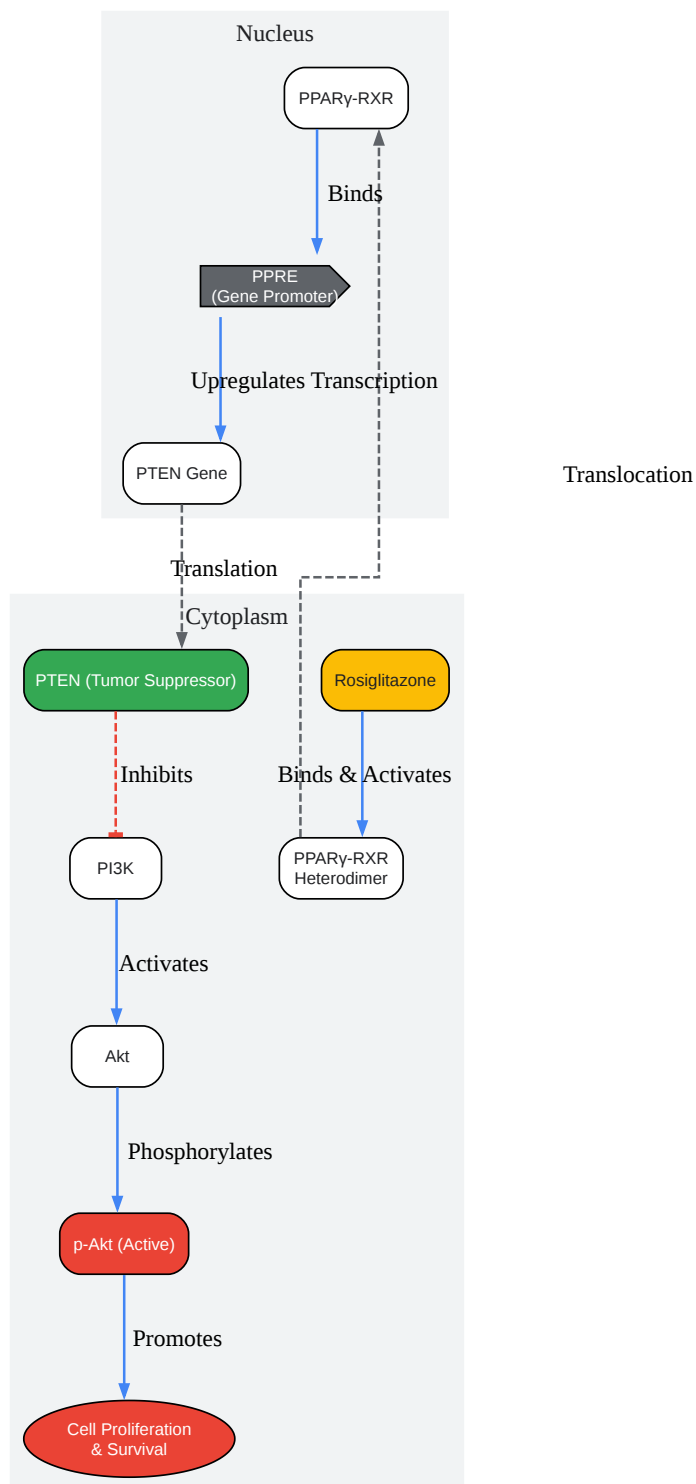 Nucleus
PPARγ-RXR
Binds
PPRE
(Gene Promoter)
Upregulates Transcription
PTEN Gene
Translocation
Translation
Cytoplasm
PTEN (Tumor Suppressor)
Rosiglitazone
Inhibits
Binds & Activates
PI3K
PPARγ-RXR
Heterodimer
Activates
Akt
Phosphorylates
p-Akt (Active)
Promotes
Cell Proliferation
& Survival